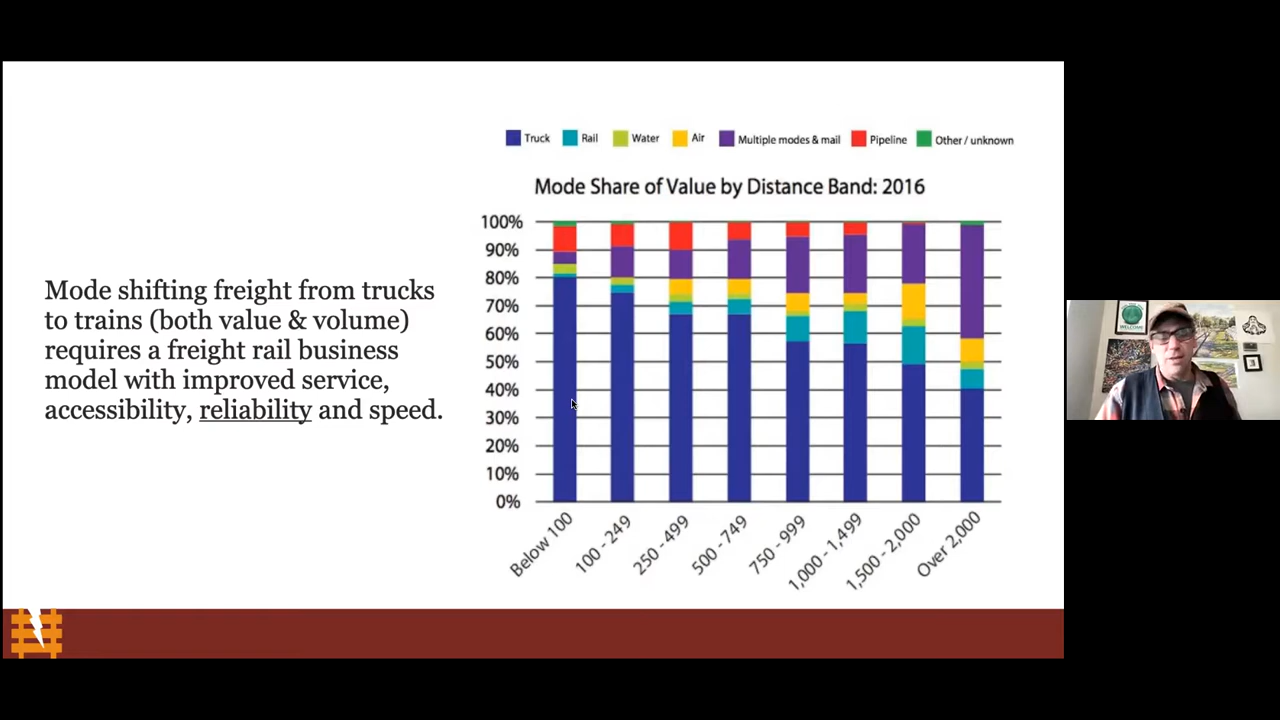 Truck Rail Water Air Multiple modes & mail Pipeline Other / unknown
Mode Share of Value by Distance Band: 2016
100%
90%
80%
70%
60%
50%
40%
30%
20%
10%
0%
Below 100
100 - 249
250 - 499
500 - 749
750 - 999
1,000 - 1,499
1,500 - 2,000
Over 2,000
Mode shifting freight from trucks
to trains (both value & volume)
requires a freight rail business
model with improved service,
accessibility, reliability and speed.
WELCOME